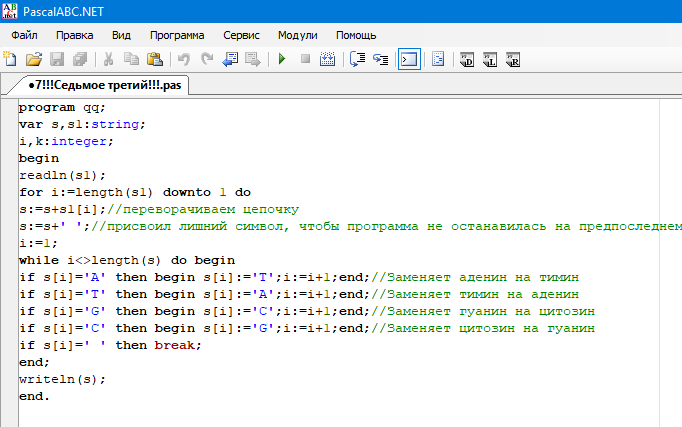 PascalABC.NET
Файл Правка Вид Программа Сервис Модули Помощь
●7!!!Седьмое третий!!!.pas
program qq;
var s,s1:string;
i,k:integer;
begin
readln(s1);
for i:=length(s1) downto 1 do
s:=s+s1[i];//переворачиваем цепочку
s:=s+' ';//присвоил лишний символ, чтобы программа не останавилась на предпоследнем
i:=1;
while i<>length(s) do begin
if s[i]='A' then begin s[i]:='T';i:=i+1;end;//Заменяет аденин на тимин
if s[i]='T' then begin s[i]:='A';i:=i+1;end;//Заменяет тимин на аденин
if s[i]='G' then begin s[i]:='C';i:=i+1;end;//Заменяет гуанин на цитозин
if s[i]='C' then begin s[i]:='G';i:=i+1;end;//Заменяет цитозин на гуанин
if s[i]=' ' then break;
end;
writeln(s);
end.